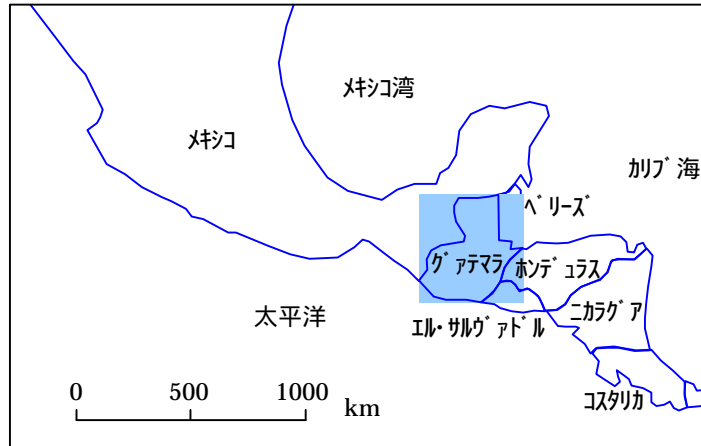 メキシコ湾
メキシコ
カリブ海
ベリーズ
グァテマラ
ホンデュラス
太平洋
エル・サルヴァドル
ニカラグア
コスタリカ
0 500 1000 km